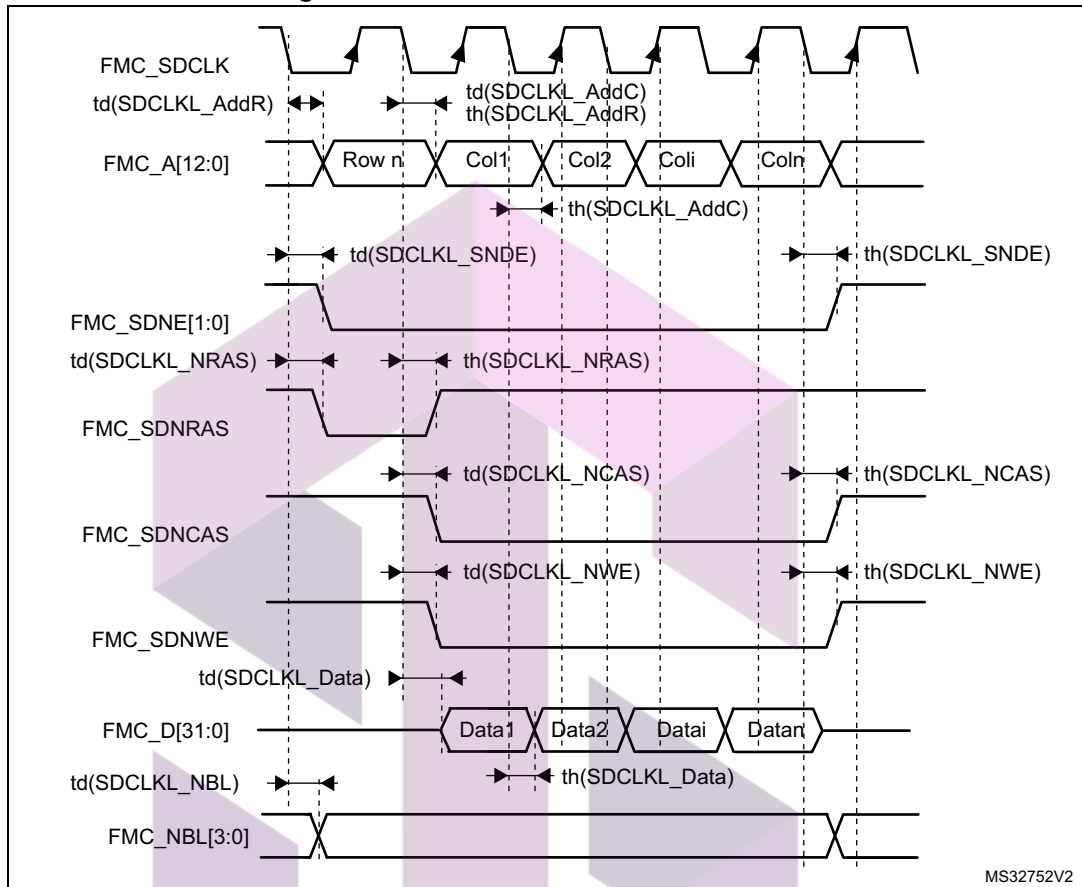 FMC_SDCLK
td(SDCLKL_AddR)
td(SDCLKL_AddC)
th(SDCLKL_AddR)
FMC_A[12:0]
Row n
Col1
Col2
Coli
Coln
th(SDCLKL_AddC)
td(SDCLKL_SNDE)
th(SDCLKL_SNDE)
FMC_SDNE[1:0]
td(SDCLKL_NRAS)
th(SDCLKL_NRAS)
FMC_SDNRAS
td(SDCLKL_NCAS)
th(SDCLKL_NCAS)
FMC_SDNCAS
td(SDCLKL_NWE)
th(SDCLKL_NWE)
FMC_SDNWE
td(SDCLKL_Data)
FMC_D[31:0]
Data1
Data2
Datai
Datan
td(SDCLKL_NBL)
th(SDCLKL_Data)
FMC_NBL[3:0]
MS32752V2